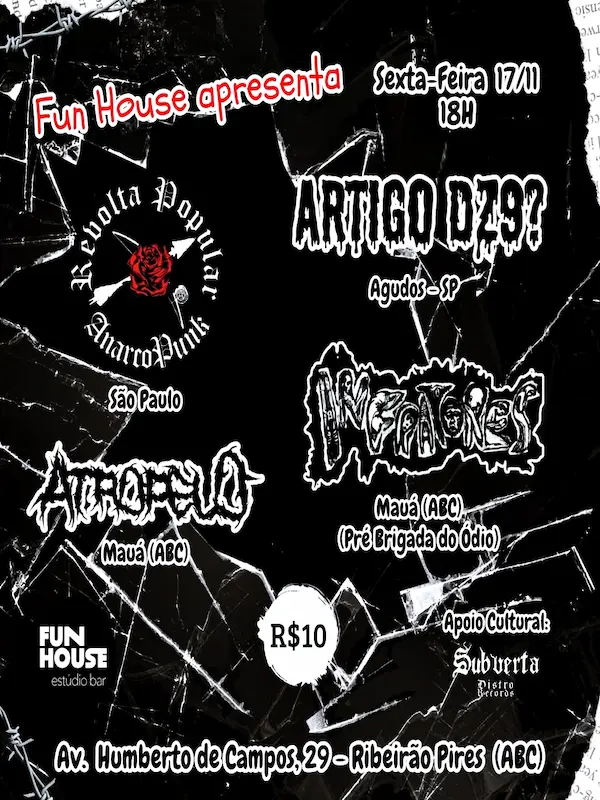 Fun House apresenta
Sexta-Feira 17/11
18H
Revolta Popular
AnarcoPunk
São Paulo
ARTIGO DZ9?
Agudos - SP
Mauá (ABC)
(Pré Brigada do Ódio)
ATROPELO
Mauá (ABC)
FUN
HOUSE
estúdio bar
R$10
Apoio Cultural:
Subverta
Distro
Records
Av. Humberto de Campos, 29 - Ribeirão Pires (ABC)